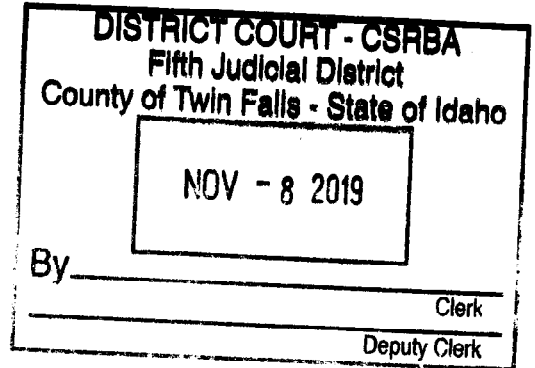 DISTRICT COURT - CSRBA
Fifth Judicial District
County of Twin Falls - State of Idaho
NOV - 8 2019
By
Clerk
Deputy Clerk